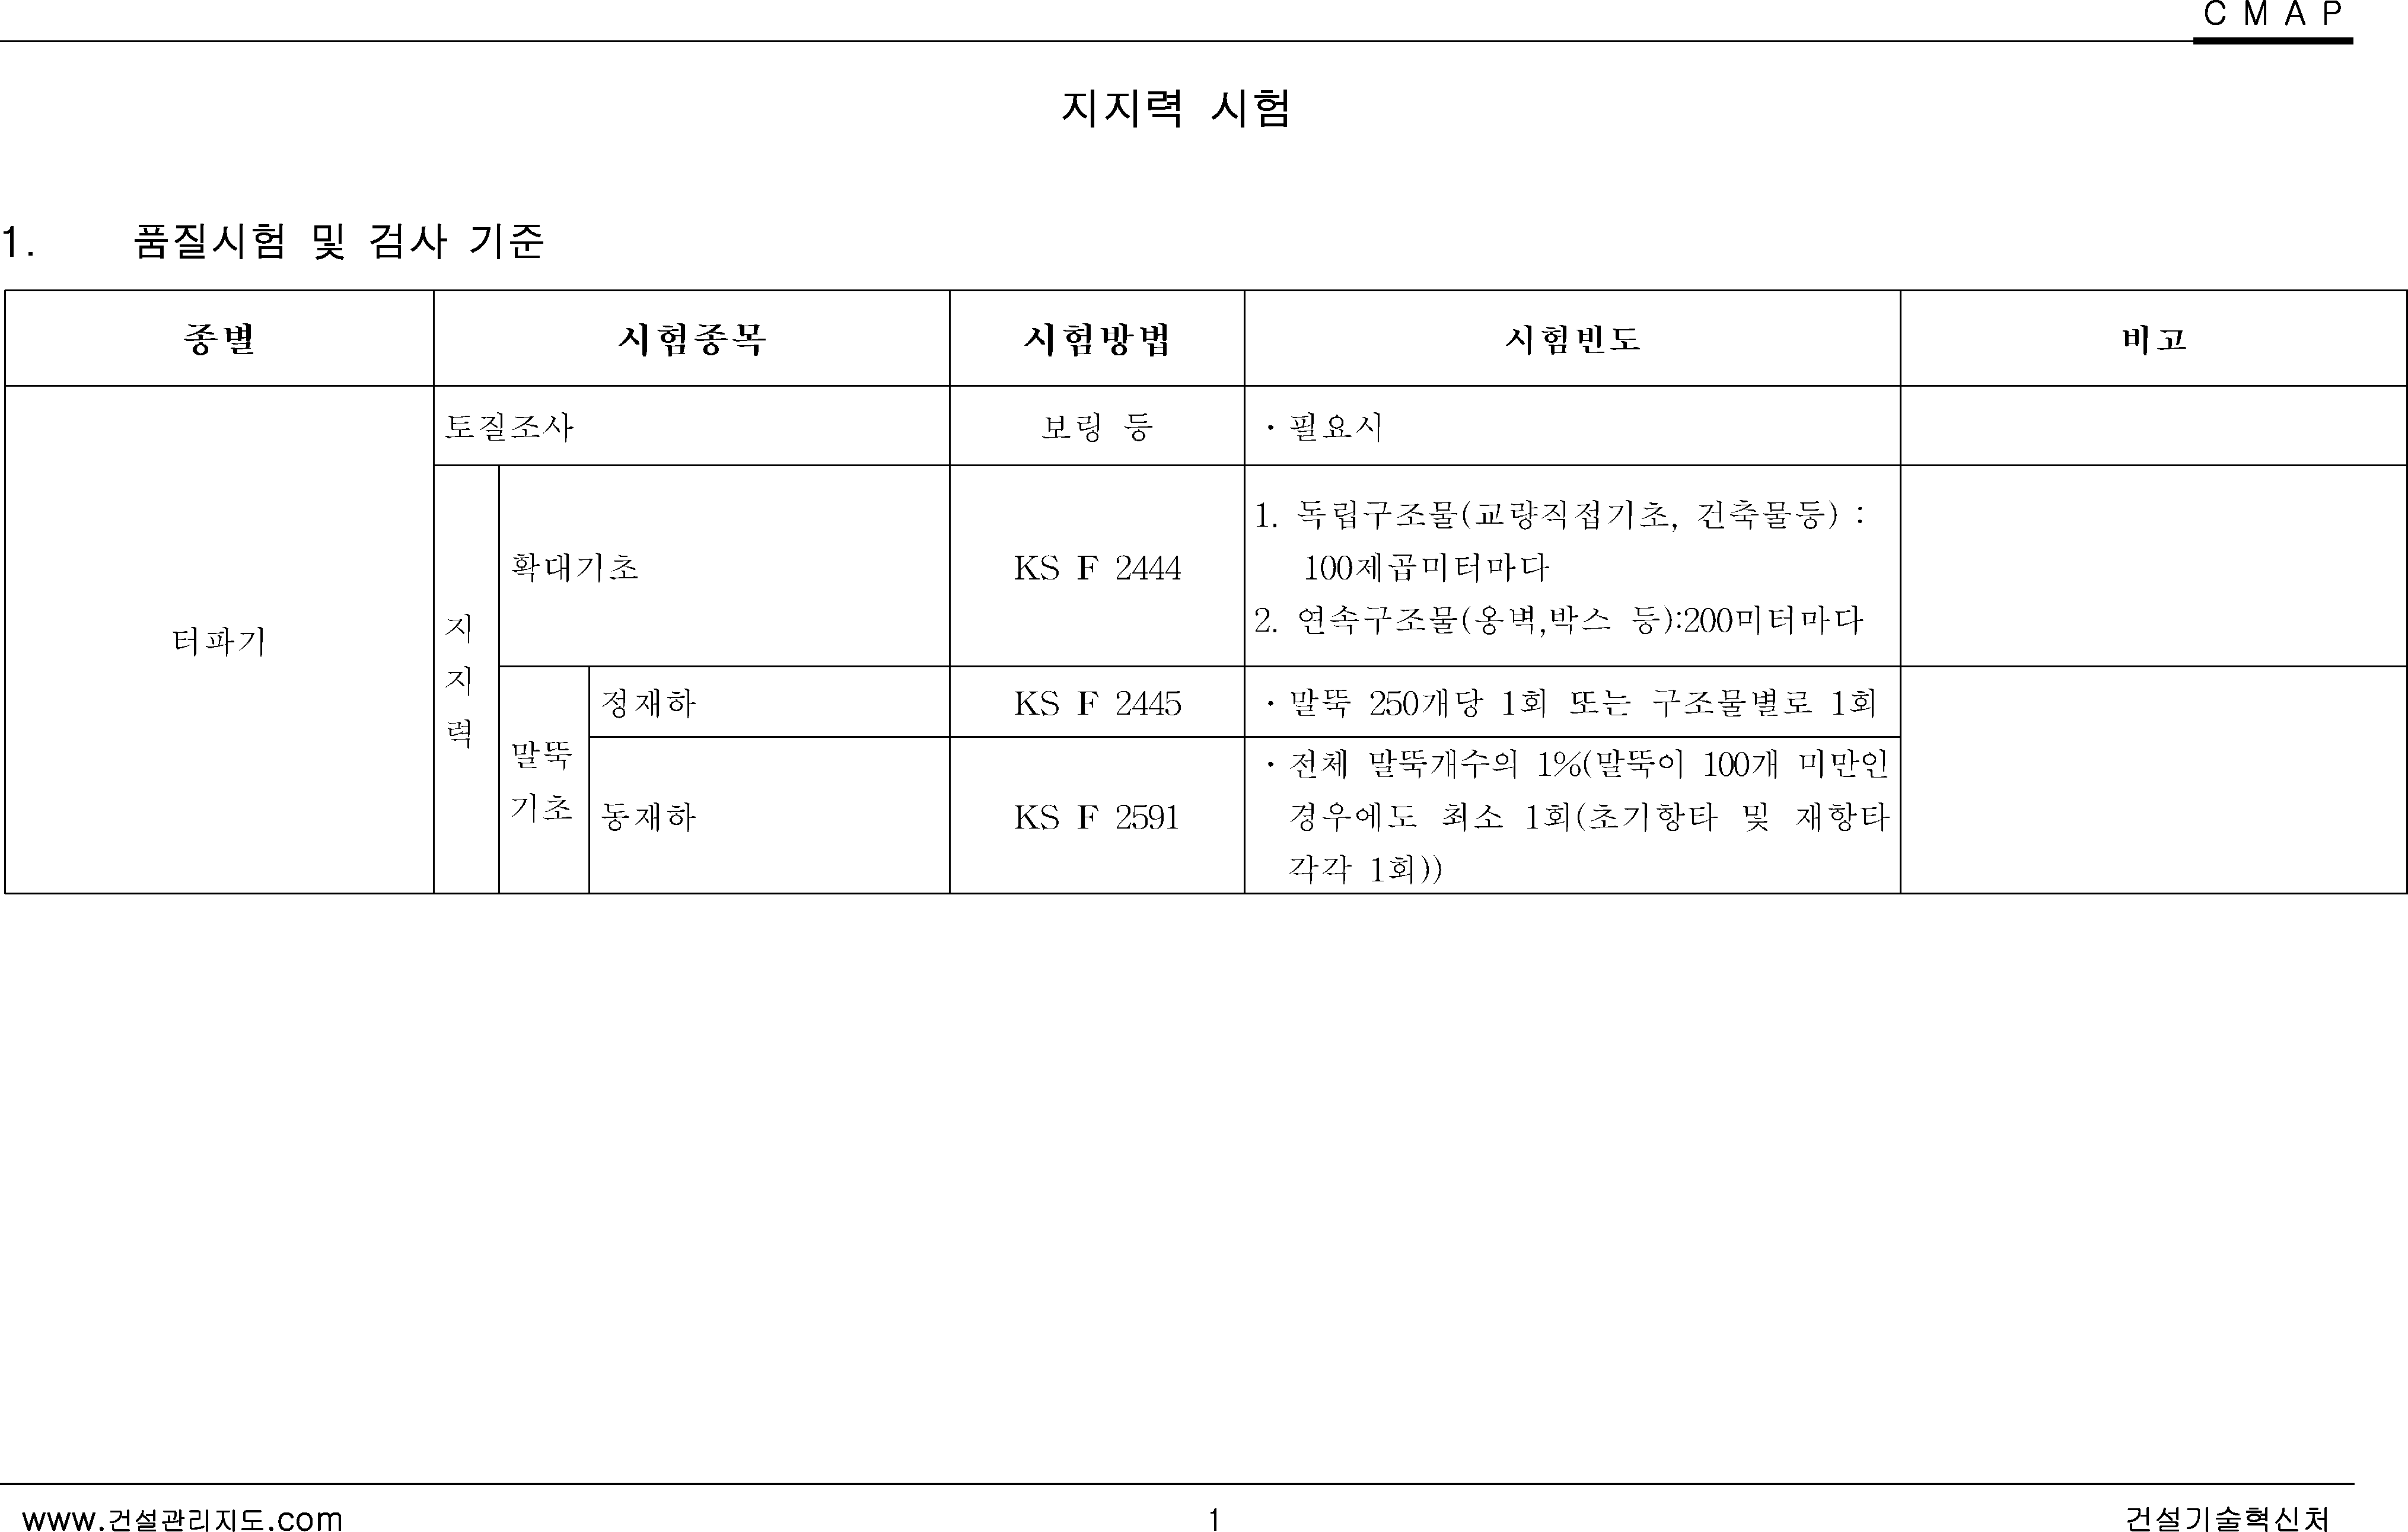 C M A P
지지력 시험
1. 품질시험 및 검사 기준
종별 시험종목 시험방법 시험빈도 비고
터파기
토질조사 보링 등 · 필요시
지
지
력
확대기초 KS F 2444
1. 독립구조물(교량직접기초, 건축물등) :
100제곱미터마다
2. 연속구조물(옹벽,박스 등):200미터마다
말뚝
기초
정재하 KS F 2445 · 말뚝 250개당 1회 또는 구조물별로 1회
동재하 KS F 2591
· 전체 말뚝개수의 1%(말뚝이 100개 미만인
경우에도 최소 1회(초기항타 및 재항타
각각 1회))
www.건설관리지도.com 1 건설기술혁신처